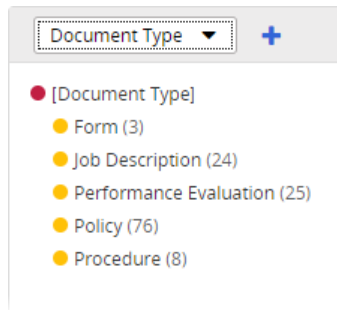 Document Type
[Document Type]
Form (3)
Job Description (24)
Performance Evaluation (25)
Policy (76)
Procedure (8)